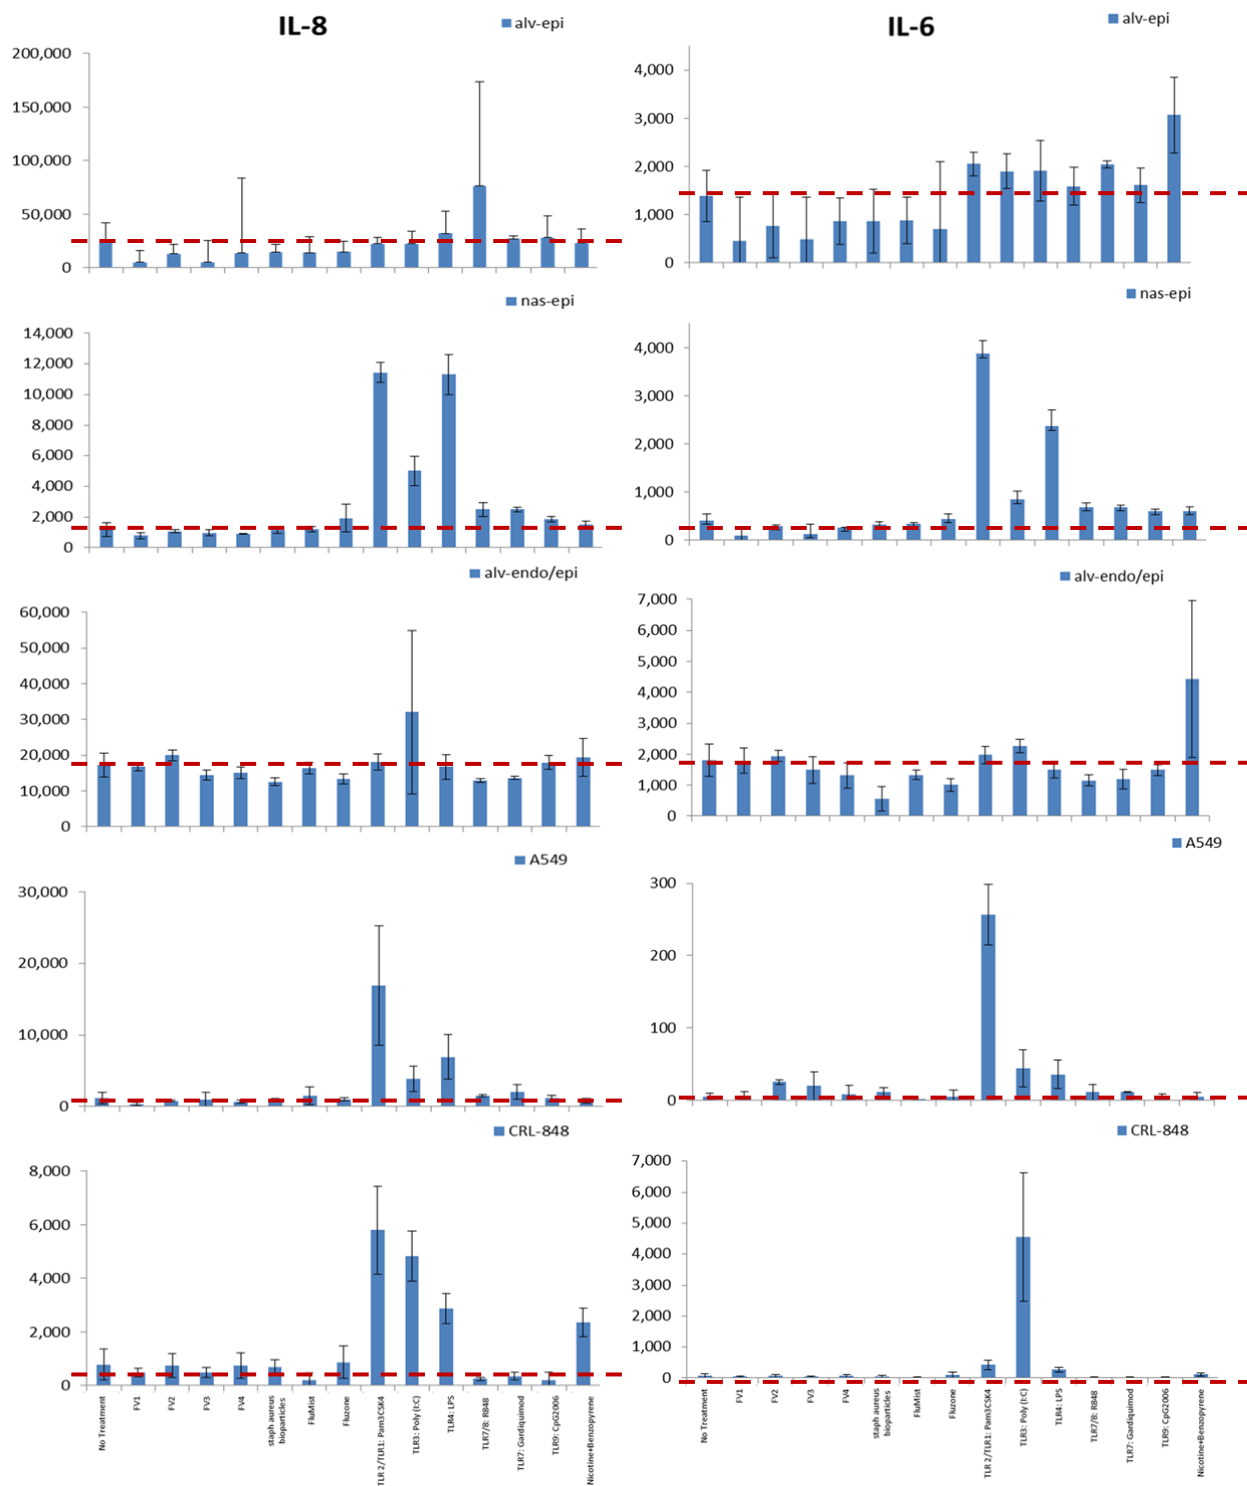 IL-8
alv-epi
200,000
150,000
100,000
50,000
0
IL-6
alv-epi
4,000
3,000
2,000
1,000
0
nas-epi
14,000
12,000
10,000
8,000
6,000
4,000
2,000
0
nas-epi
4,000
3,000
2,000
1,000
0
alv-endo/epi
60,000
50,000
40,000
30,000
20,000
10,000
0
alv-endo/epi
7,000
6,000
5,000
4,000
3,000
2,000
1,000
0
A549
30,000
20,000
10,000
0
A549
300
200
100
0
CRL-848
8,000
6,000
4,000
2,000
0
No Treatment
FV1
FV2
FV3
FV4
staph aureus
bioparticles
FluMist
Fluzone
TLR 2/TLR1: Pam3CSK4
TLR3: Poly (I:C)
TLR4: LPS
TLR7/8: R848
TLR7: Gardiquimod
TLR9: CpG2006
Nicotine+Benzopyrene
CRL-848
7,000
6,000
5,000
4,000
3,000
2,000
1,000
0
No Treatment
FV1
FV2
FV3
FV4
staph aureus
bioparticles
FluMist
Fluzone
TLR 2/TLR1: Pam3CSK4
TLR3: Poly (I:C)
TLR4: LPS
TLR7/8: R848
TLR7: Gardiquimod
TLR9: CpG2006
Nicotine+Benzopyrene